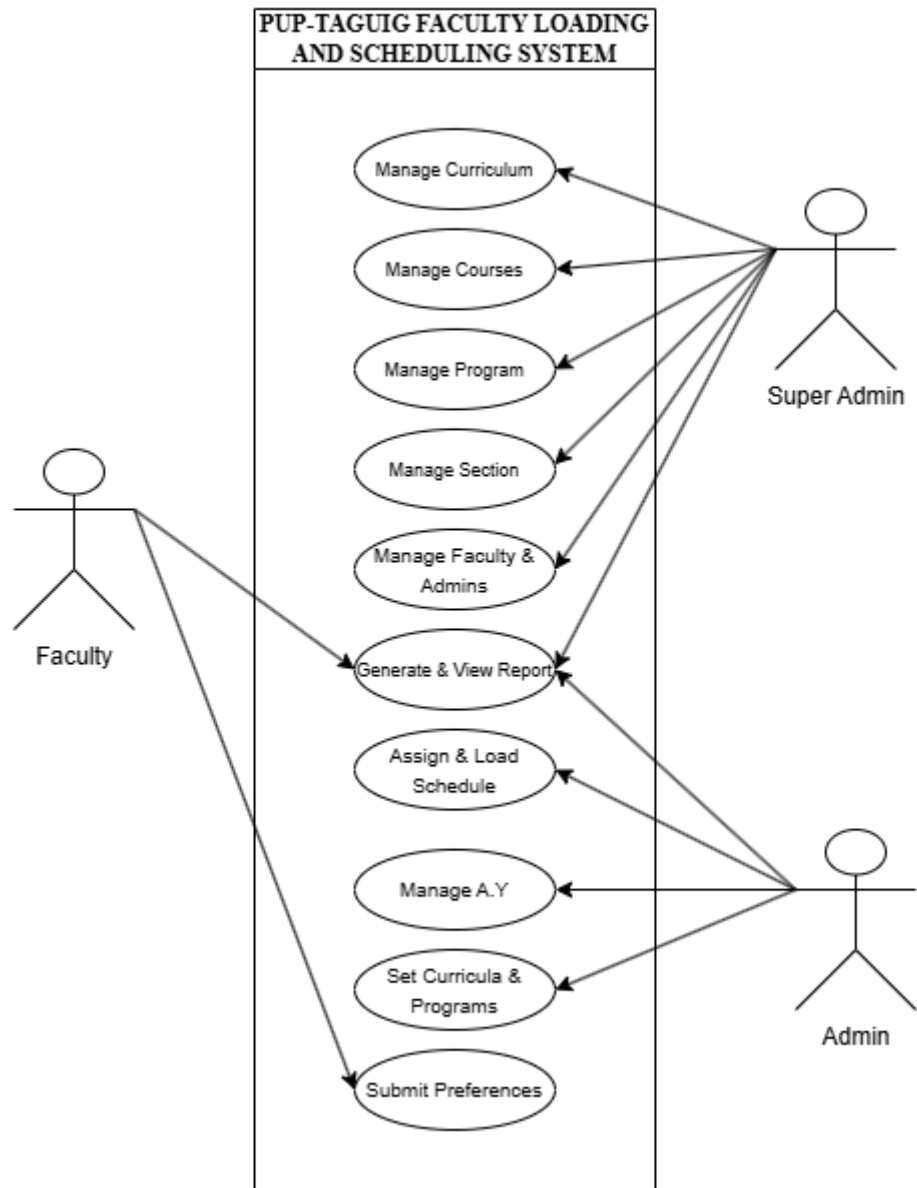 PUP-TAGUIG FACULTY LOADING
AND SCHEDULING SYSTEM
Manage Curriculum
Manage Courses
Manage Program
Super Admin
Manage Section
Manage Faculty &
Admins
Faculty
Generate & View Report
Assign & Load
Schedule
Manage A.Y
Set Curricula &
Programs
Admin
Submit Preferences